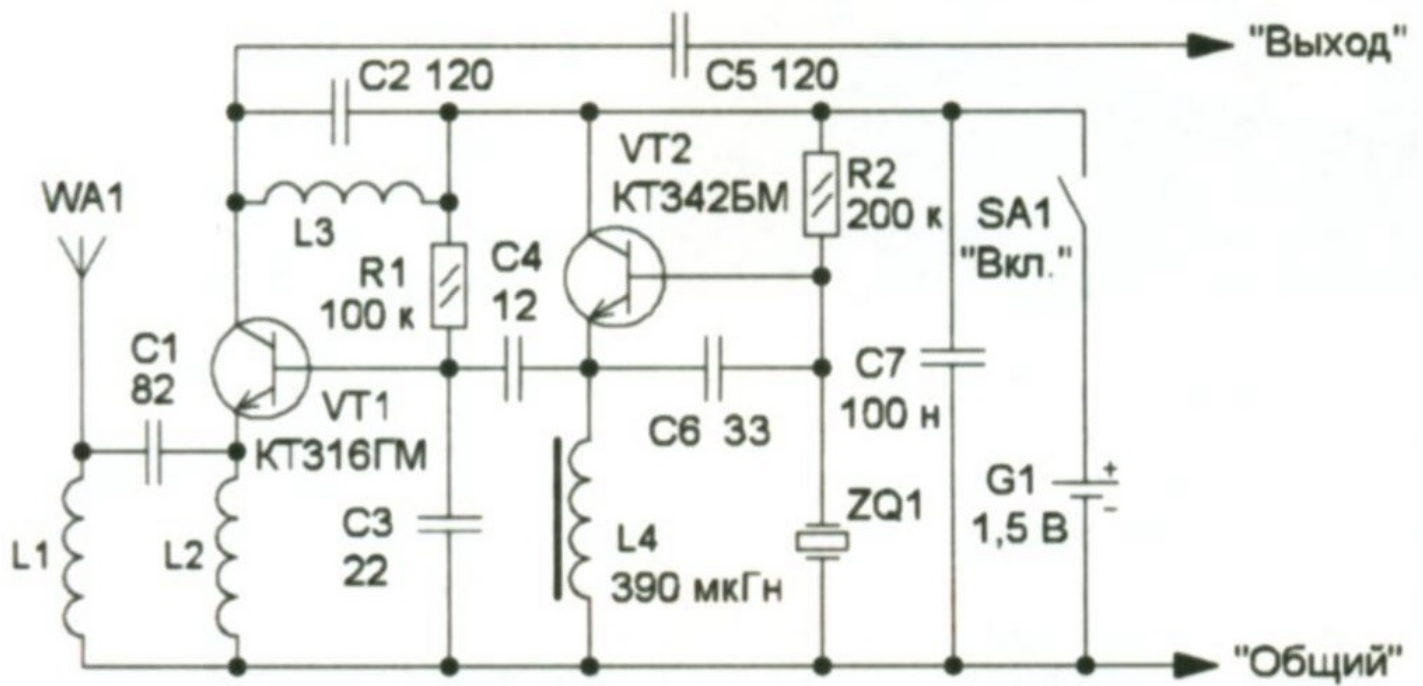 "Выход"
C2 120
C5 120
WA1
L3
VT2
КТ342БМ
R2
200 к
SA1
"Вкл."
R1
100 к
C4
12
C1
82
VT1
КТ316ГМ
C6 33
C7
100 н
G1
1,5 В
+
-
L1
L2
C3
22
L4
390 мкГн
ZQ1
"Общий"